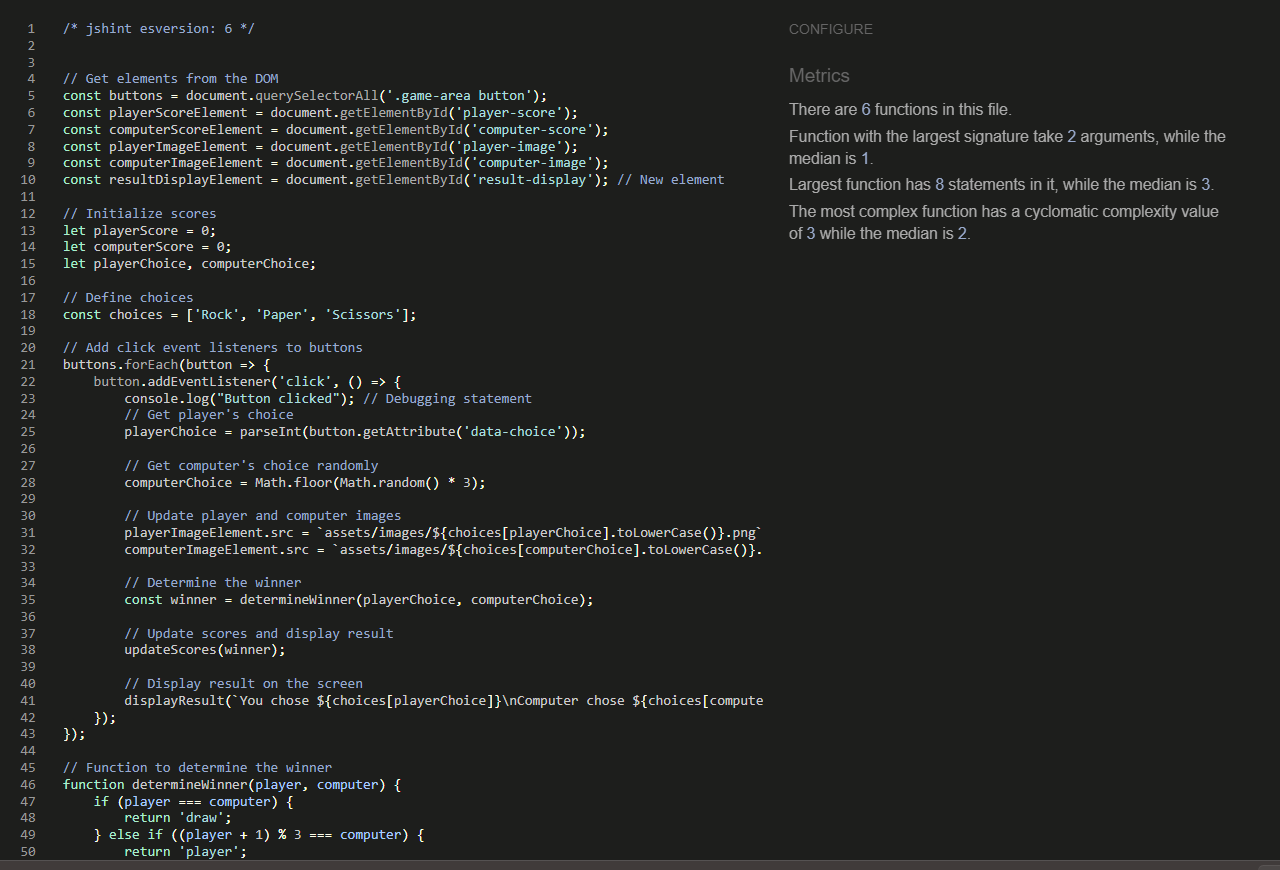 1 /* jshint esversion: 6 */
2
3
4 // Get elements from the DOM
5 const buttons = document.querySelectorAll('.game-area button');
6 const playerScoreElement = document.getElementById('player-score');
7 const computerScoreElement = document.getElementById('computer-score');
8 const playerImageElement = document.getElementById('player-image');
9 const computerImageElement = document.getElementById('computer-image');
10 const resultDisplayElement = document.getElementById('result-display'); // New element
11
12 // Initialize scores
13 let playerScore = 0;
14 let computerScore = 0;
15 let playerChoice, computerChoice;
16
17 // Define choices
18 const choices = ['Rock', 'Paper', 'Scissors'];
19
20 // Add click event listeners to buttons
21 buttons.forEach(button => {
22     button.addEventListener('click', () => {
23         console.log("Button clicked"); // Debugging statement
24         // Get player's choice
25         playerChoice = parseInt(button.getAttribute('data-choice'));
26
27         // Get computer's choice randomly
28         computerChoice = Math.floor(Math.random() * 3);
29
30         // Update player and computer images
31         playerImageElement.src = `assets/images/${choices[playerChoice].toLowerCase()}.png`
32         computerImageElement.src = `assets/images/${choices[computerChoice].toLowerCase()}.
33
34         // Determine the winner
35         const winner = determineWinner(playerChoice, computerChoice);
36
37         // Update scores and display result
38         updateScores(winner);
39
40         // Display result on the screen
41         displayResult(`You chose ${choices[playerChoice]}\nComputer chose ${choices[compute
42     });
43 });
44
45 // Function to determine the winner
46 function determineWinner(player, computer) {
47     if (player === computer) {
48         return 'draw';
49     } else if ((player + 1) % 3 === computer) {
50         return 'player';
CONFIGURE
Metrics
There are 6 functions in this file.
Function with the largest signature take 2 arguments, while the
median is 1.
Largest function has 8 statements in it, while the median is 3.
The most complex function has a cyclomatic complexity value
of 3 while the median is 2.